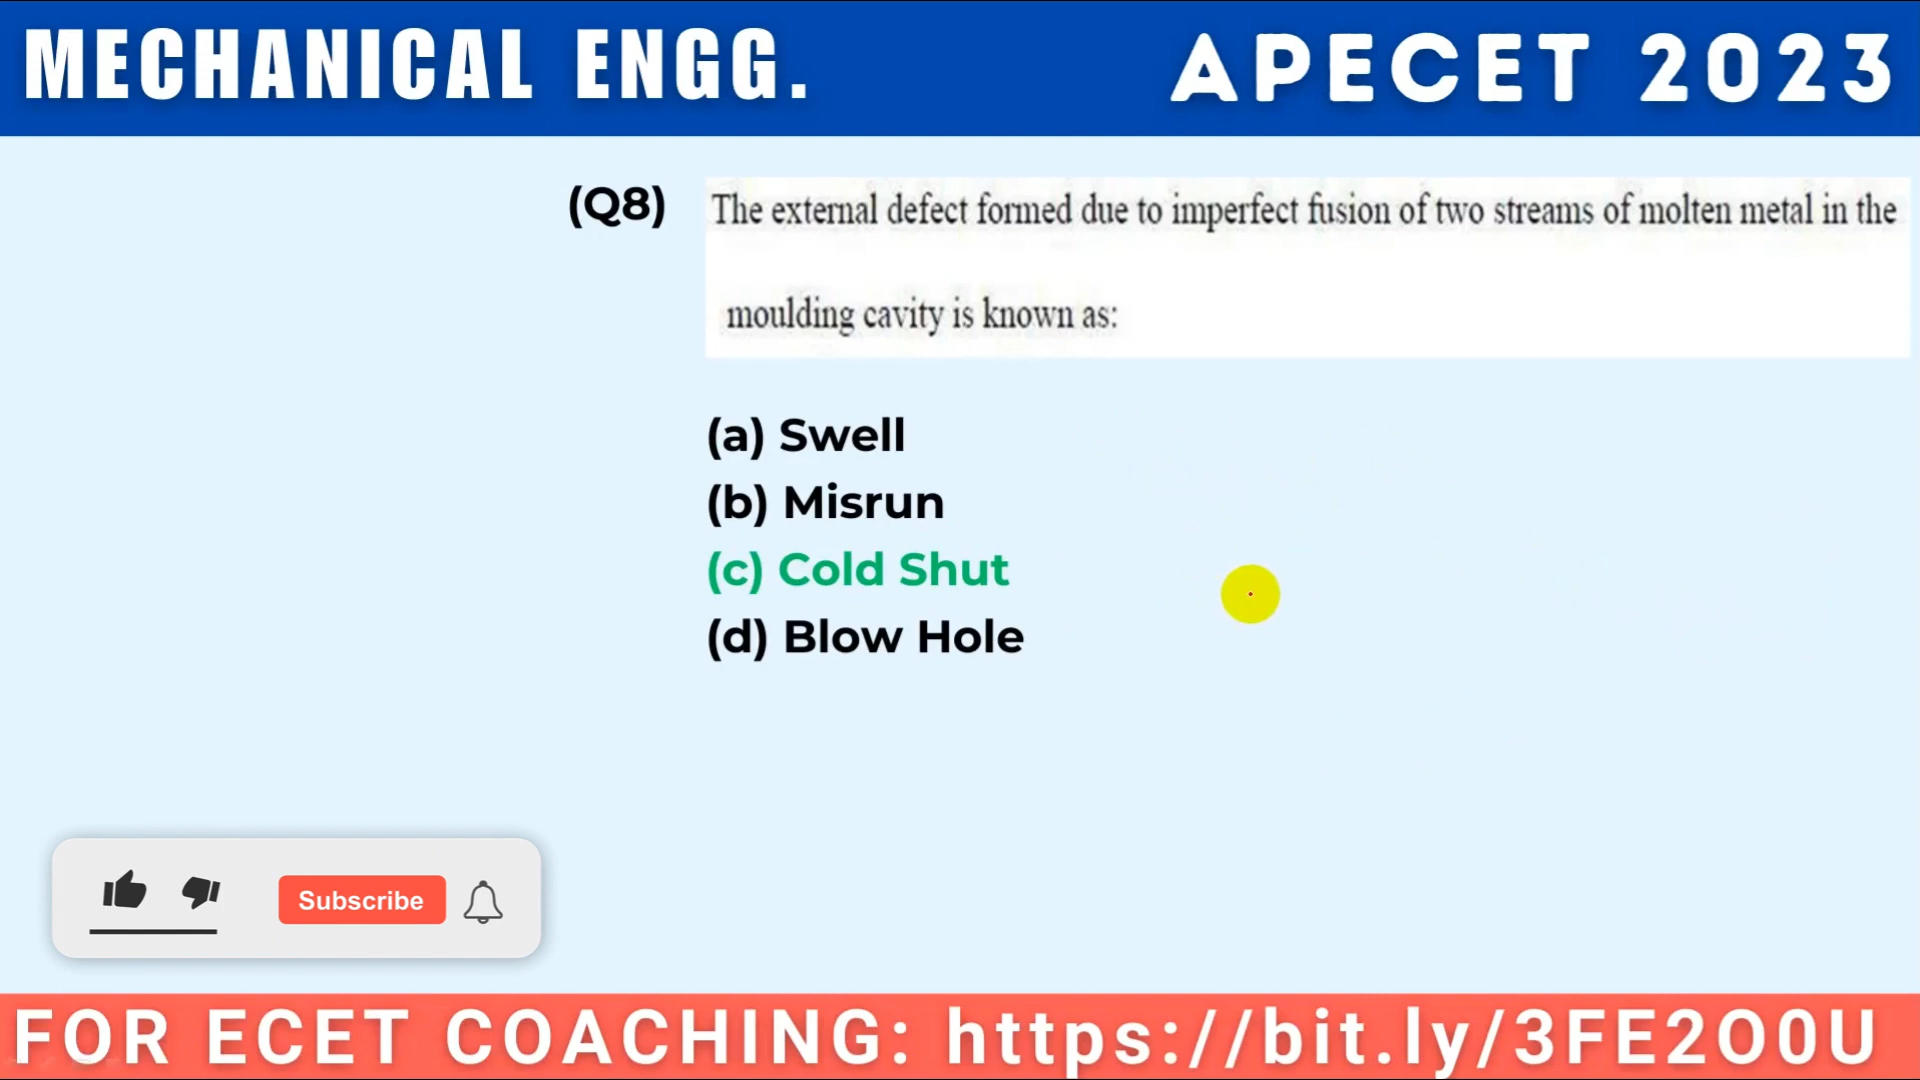 MECHANICAL ENGG.
APECET 2023
(Q8)
The external defect formed due to imperfect fusion of two streams of molten metal in the
moulding cavity is known as:
(a) Swell
(b) Misrun
(c) Cold Shut
(d) Blow Hole
Subscribe
FOR ECET COACHING: https://bit.ly/3FE2O0U